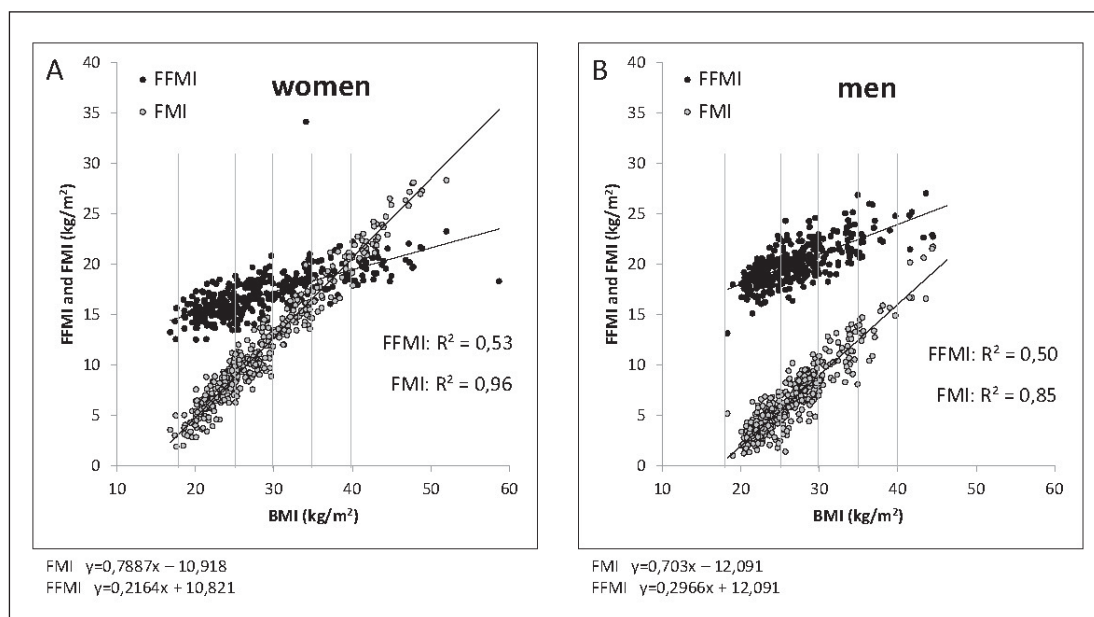 A
women
FFMI
FMI
40
35
30
25
20
15
10
5
0
FFMI and FMI (kg/m²)
FFMI: R² = 0,53
FMI: R² = 0,96
10 20 30 40 50 60
BMI (kg/m²)
FMI y=0,7887x – 10,918
FFMI y=0,2164x + 10,821
B
men
FFMI
FMI
40
35
30
25
20
15
10
5
0
FFMI and FMI (kg/m²)
FFMI: R² = 0,50
FMI: R² = 0,85
10 20 30 40 50 60
BMI (kg/m²)
FMI y=0,703x – 12,091
FFMI y=0,2966x + 12,091